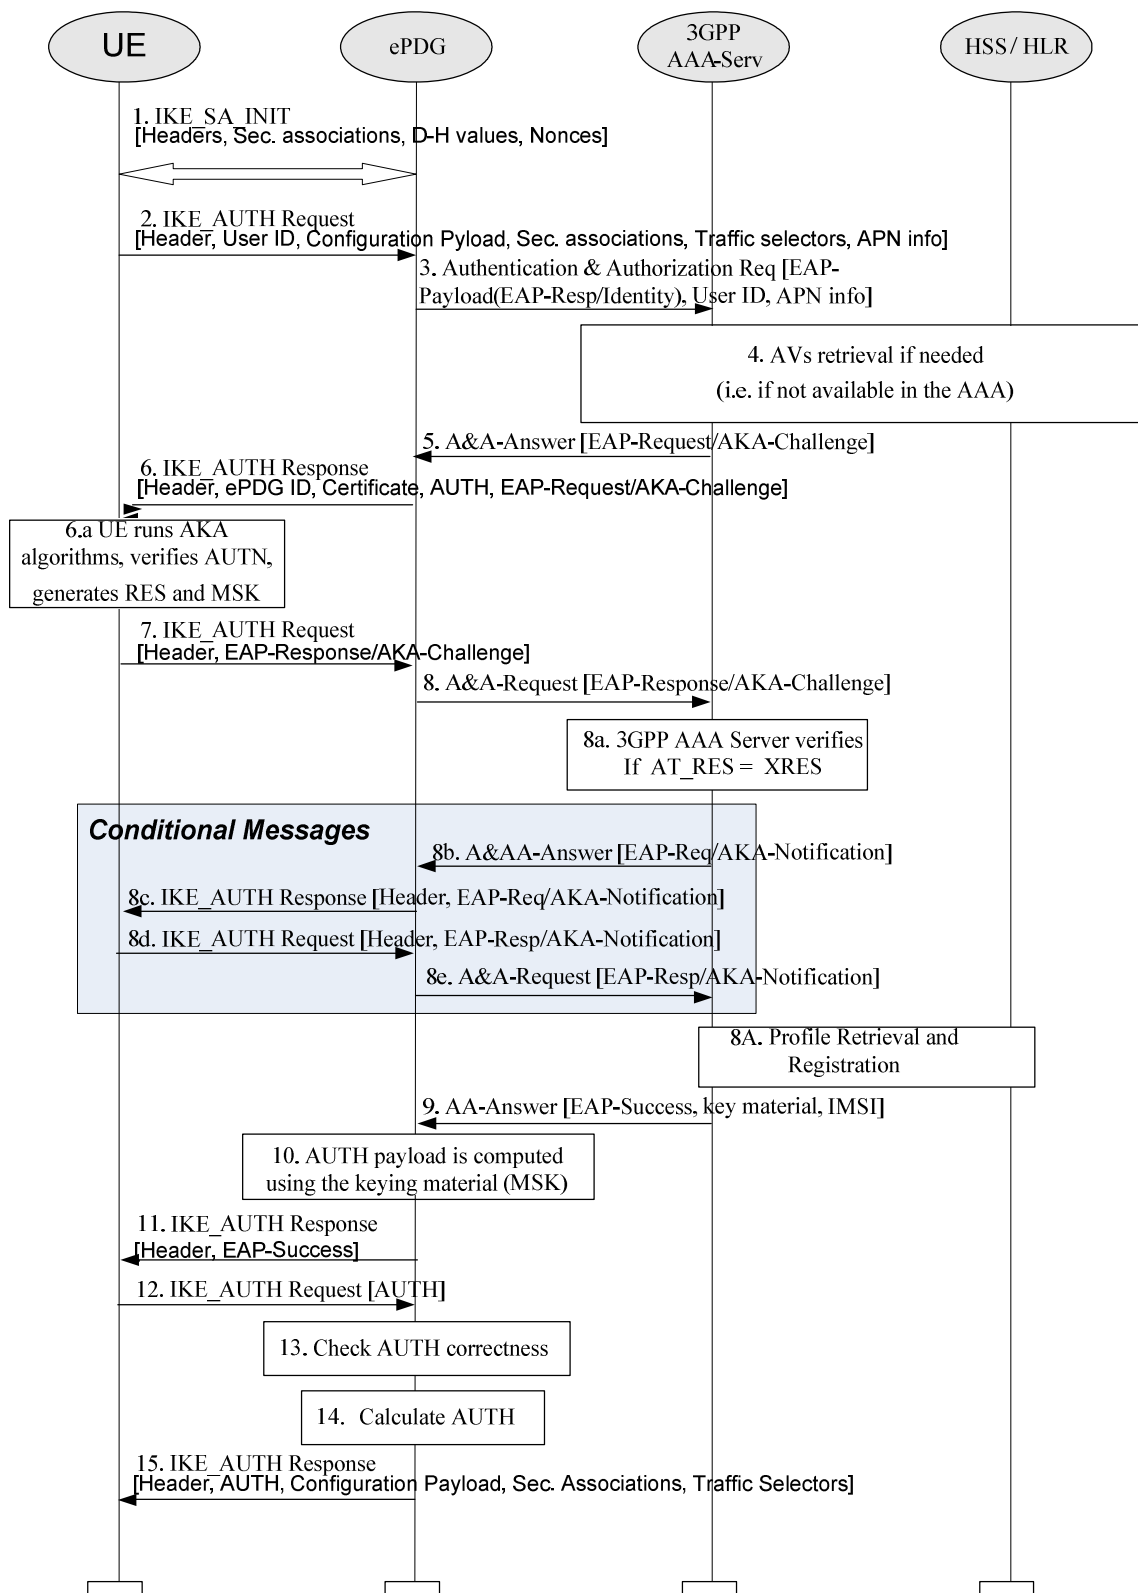 UE
ePDG
3GPP
AAA-Serv
HSS / HLR
1. IKE_SA_INIT
[Headers, Sec. associations, D-H values, Nonces]
2. IKE_AUTH Request
[Header, User ID, Configuration Pyload, Sec. associations, Traffic selectors, APN info]
3. Authentication & Authorization Req [EAP-
Payload(EAP-Resp/Identity), User ID, APN info]
4. AVs retrieval if needed
(i.e. if not available in the AAA)
5. A&A-Answer [EAP-Request/AKA-Challenge]
6. IKE_AUTH Response
[Header, ePDG ID, Certificate, AUTH, EAP-Request/AKA-Challenge]
6.a UE runs AKA
algorithms, verifies AUTN,
generates RES and MSK
7. IKE_AUTH Request
[Header, EAP-Response/AKA-Challenge]
8. A&A-Request [EAP-Response/AKA-Challenge]
8a. 3GPP AAA Server verifies
If AT_RES = XRES
Conditional Messages
8b. A&AA-Answer [EAP-Req/AKA-Notification]
8c. IKE_AUTH Response [Header, EAP-Req/AKA-Notification]
8d. IKE_AUTH Request [Header, EAP-Resp/AKA-Notification]
8e. A&A-Request [EAP-Resp/AKA-Notification]
8A. Profile Retrieval and
Registration
9. AA-Answer [EAP-Success, key material, IMSI]
10. AUTH payload is computed
using the keying material (MSK)
11. IKE_AUTH Response
[Header, EAP-Success]
12. IKE_AUTH Request [AUTH]
13. Check AUTH correctness
14. Calculate AUTH
15. IKE_AUTH Response
[Header, AUTH, Configuration Payload, Sec. Associations, Traffic Selectors]